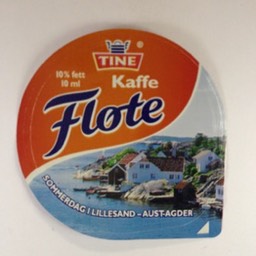 TINE
®
10% fett
10 ml
Kaffe
Fløte
SOMMERDAG I LILLESAND - AUST-AGDER